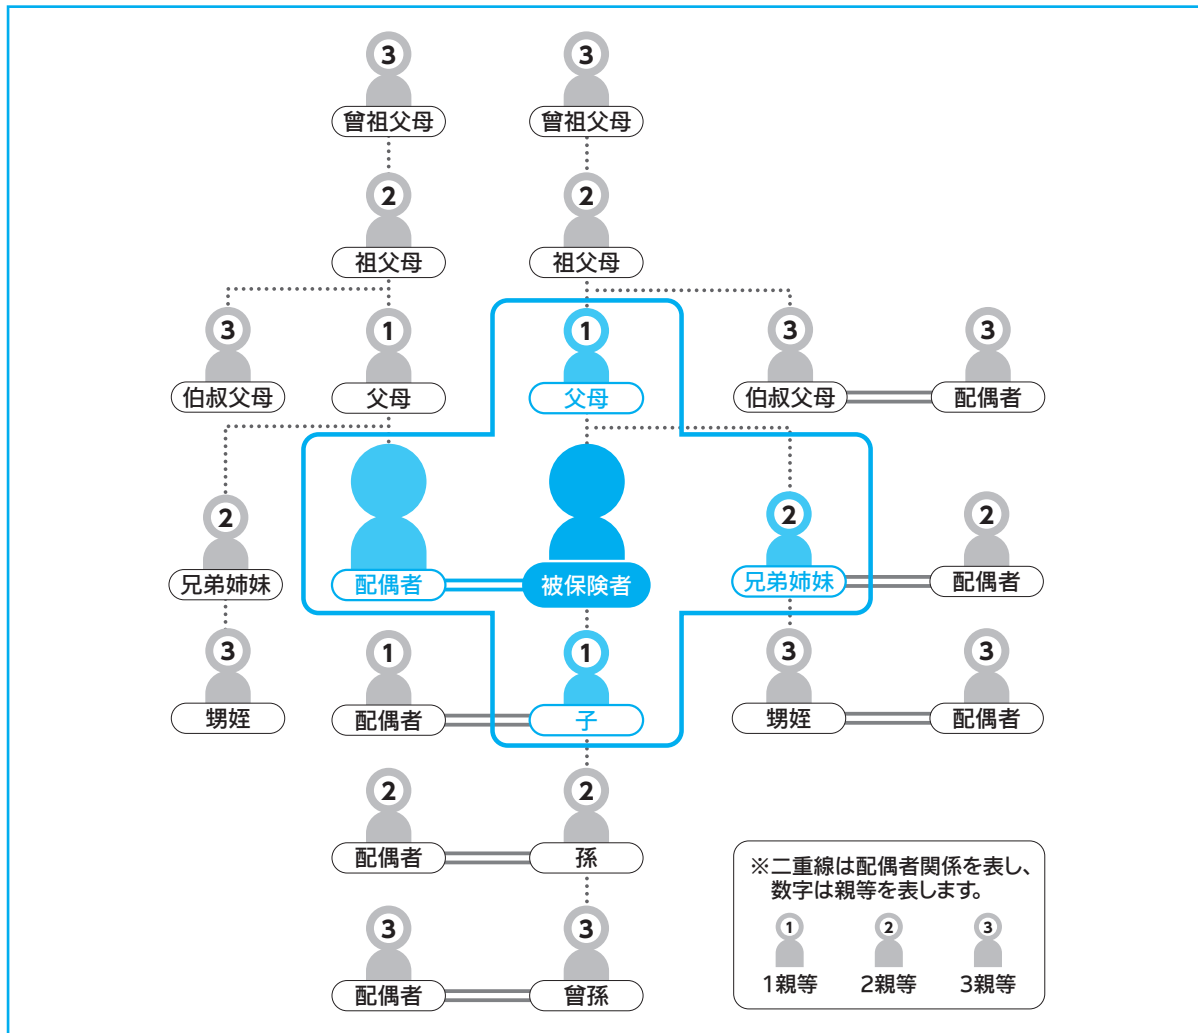 3
3
曾祖父母
曾祖父母
2
2
祖父母
祖父母
3
1
1
3
3
伯叔父母
父母
父母
伯叔父母
配偶者
2
2
2
兄弟姉妹
配偶者
被保険者
兄弟姉妹
配偶者
3
1
1
3
3
甥姪
配偶者
子
甥姪
配偶者
2
2
配偶者
孫
3
3
配偶者
曾孫
※二重線は配偶者関係を表し、
数字は親等を表します。
1
2
3
1親等
2親等
3親等